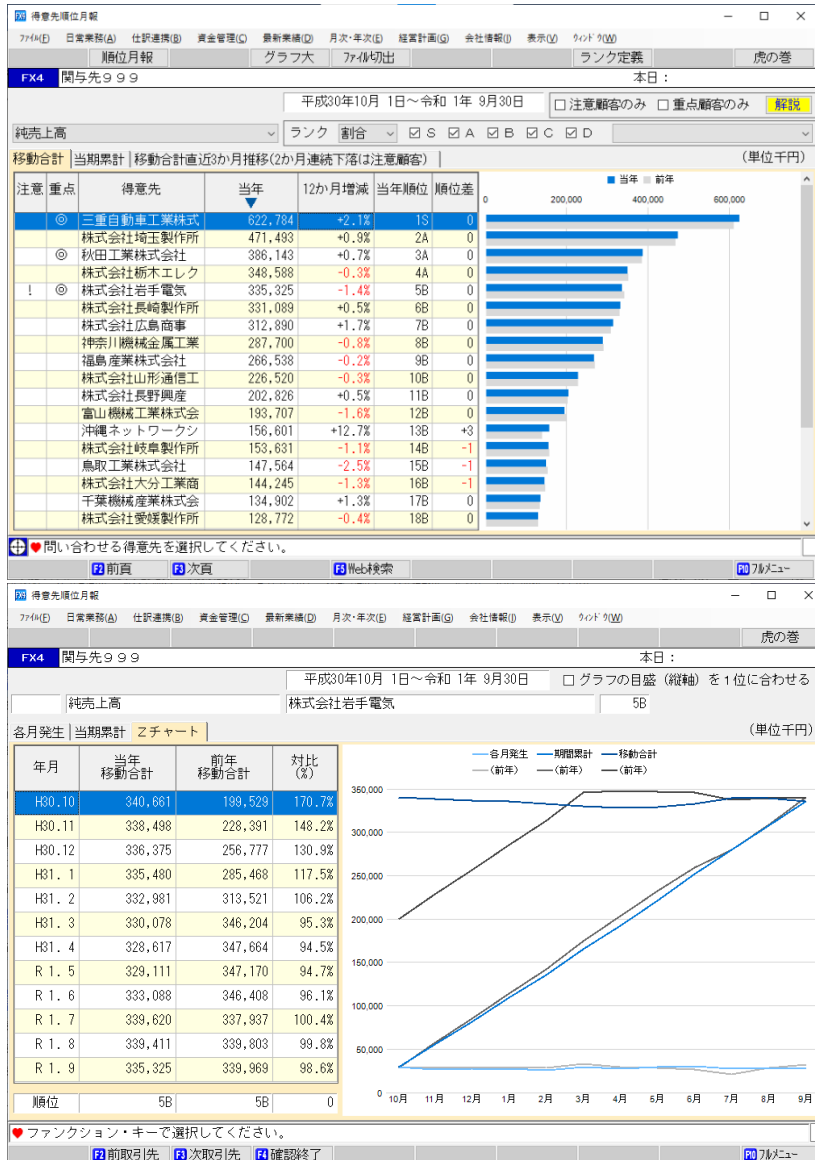 得意先順位月報
ファイル(F) 日常業務(A) 仕訳連携(B) 資金管理(C) 最新業績(D) 月次・年次(E) 経営計画(G) 会社情報(I) 表示(V) ウィンドウ(W)
順位月報 グラフ大 ファイル切出 ランク定義 虎の巻
FX4 関与先999 本日：
平成30年10月 1日～令和 1年 9月30日 注意顧客のみ 重点顧客のみ 解説
純売上高 ランク 割合 S A B C D
移動合計 当期累計 移動合計直近3か月推移(2か月連続下落は注意顧客) (単位千円)
注意 重点 得意先 当年 12か月増減 当年順位 順位差 当年 前年
0 200,000 400,000 600,000
◎ 三重自動車工業株式 622,784 +2.1% 1S 0
株式会社埼玉製作所 471,493 +0.9% 2A 0
◎ 秋田工業株式会社 386,143 +0.7% 3A 0
株式会社栃木エレク 348,588 -0.3% 4A 0
! ◎ 株式会社岩手電気 335,325 -1.4% 5B 0
株式会社長崎製作所 331,089 +0.5% 6B 0
株式会社広島商事 312,890 +1.7% 7B 0
神奈川機械金属工業 287,700 -0.8% 8B 0
福島産業株式会社 266,538 -0.2% 9B 0
株式会社山形通信工 226,520 -0.3% 10B 0
株式会社長野興産 202,826 +0.5% 11B 0
富山機械工業株式会 193,707 -1.6% 12B 0
沖縄ネットワークシ 156,601 +12.7% 13B +3
株式会社岐阜製作所 153,631 -1.1% 14B -1
鳥取工業株式会社 147,564 -2.5% 15B -1
株式会社大分工業商 144,245 -1.3% 16B -1
千葉機械産業株式会 134,902 +1.3% 17B 0
株式会社愛媛製作所 128,772 -0.4% 18B 0
問い合わせる得意先を選択してください。
F2 前頁 F3 次頁 F5 Web検索 F10 フルメニュー
得意先順位月報
ファイル(F) 日常業務(A) 仕訳連携(B) 資金管理(C) 最新業績(D) 月次・年次(E) 経営計画(G) 会社情報(I) 表示(V) ウィンドウ(W)
虎の巻
FX4 関与先999 本日：
平成30年10月 1日～令和 1年 9月30日 グラフの目盛（縦軸）を1位に合わせる
純売上高 株式会社岩手電気 5B
各月発生 当期累計 Zチャート (単位千円)
年月 当年移動合計 前年移動合計 対比(%)
各月発生 期間累計 移動合計
(前年) (前年) (前年)
H30.10 340,661 199,529 170.7%
H30.11 338,498 228,391 148.2%
H30.12 336,375 256,777 130.9%
H31. 1 335,480 285,468 117.5%
H31. 2 332,981 313,521 106.2%
H31. 3 330,078 346,204 95.3%
H31. 4 328,617 347,664 94.5%
R 1. 5 329,111 347,170 94.7%
R 1. 6 333,088 346,408 96.1%
R 1. 7 339,620 337,937 100.4%
R 1. 8 339,411 339,803 99.8%
R 1. 9 335,325 339,969 98.6%
順位 5B 5B 0
350,000
300,000
250,000
200,000
150,000
100,000
50,000
0
10月 11月 12月 1月 2月 3月 4月 5月 6月 7月 8月 9月
ファンクション・キーで選択してください。
F2 前取引先 F3 次取引先 F4 確認終了 F10 フルメニュー